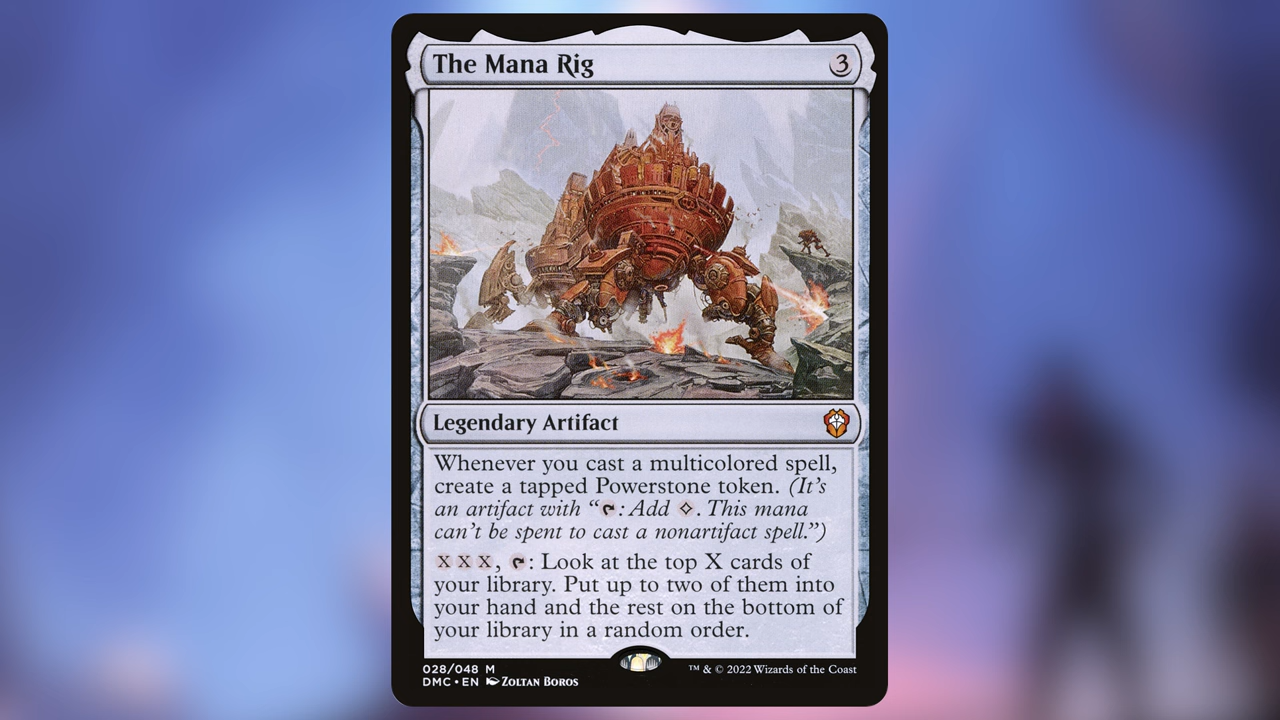 The Mana Rig 3
Legendary Artifact
Whenever you cast a multicolored spell,
create a tapped Powerstone token. (It's
an artifact with “: Add . This mana
can't be spent to cast a nonartifact spell.”)
X X X, : Look at the top X cards of
your library. Put up to two of them into
your hand and the rest on the bottom of
your library in a random order.
028/048 M
DMC • EN Zoltan Boros
™ & © 2022 Wizards of the Coast